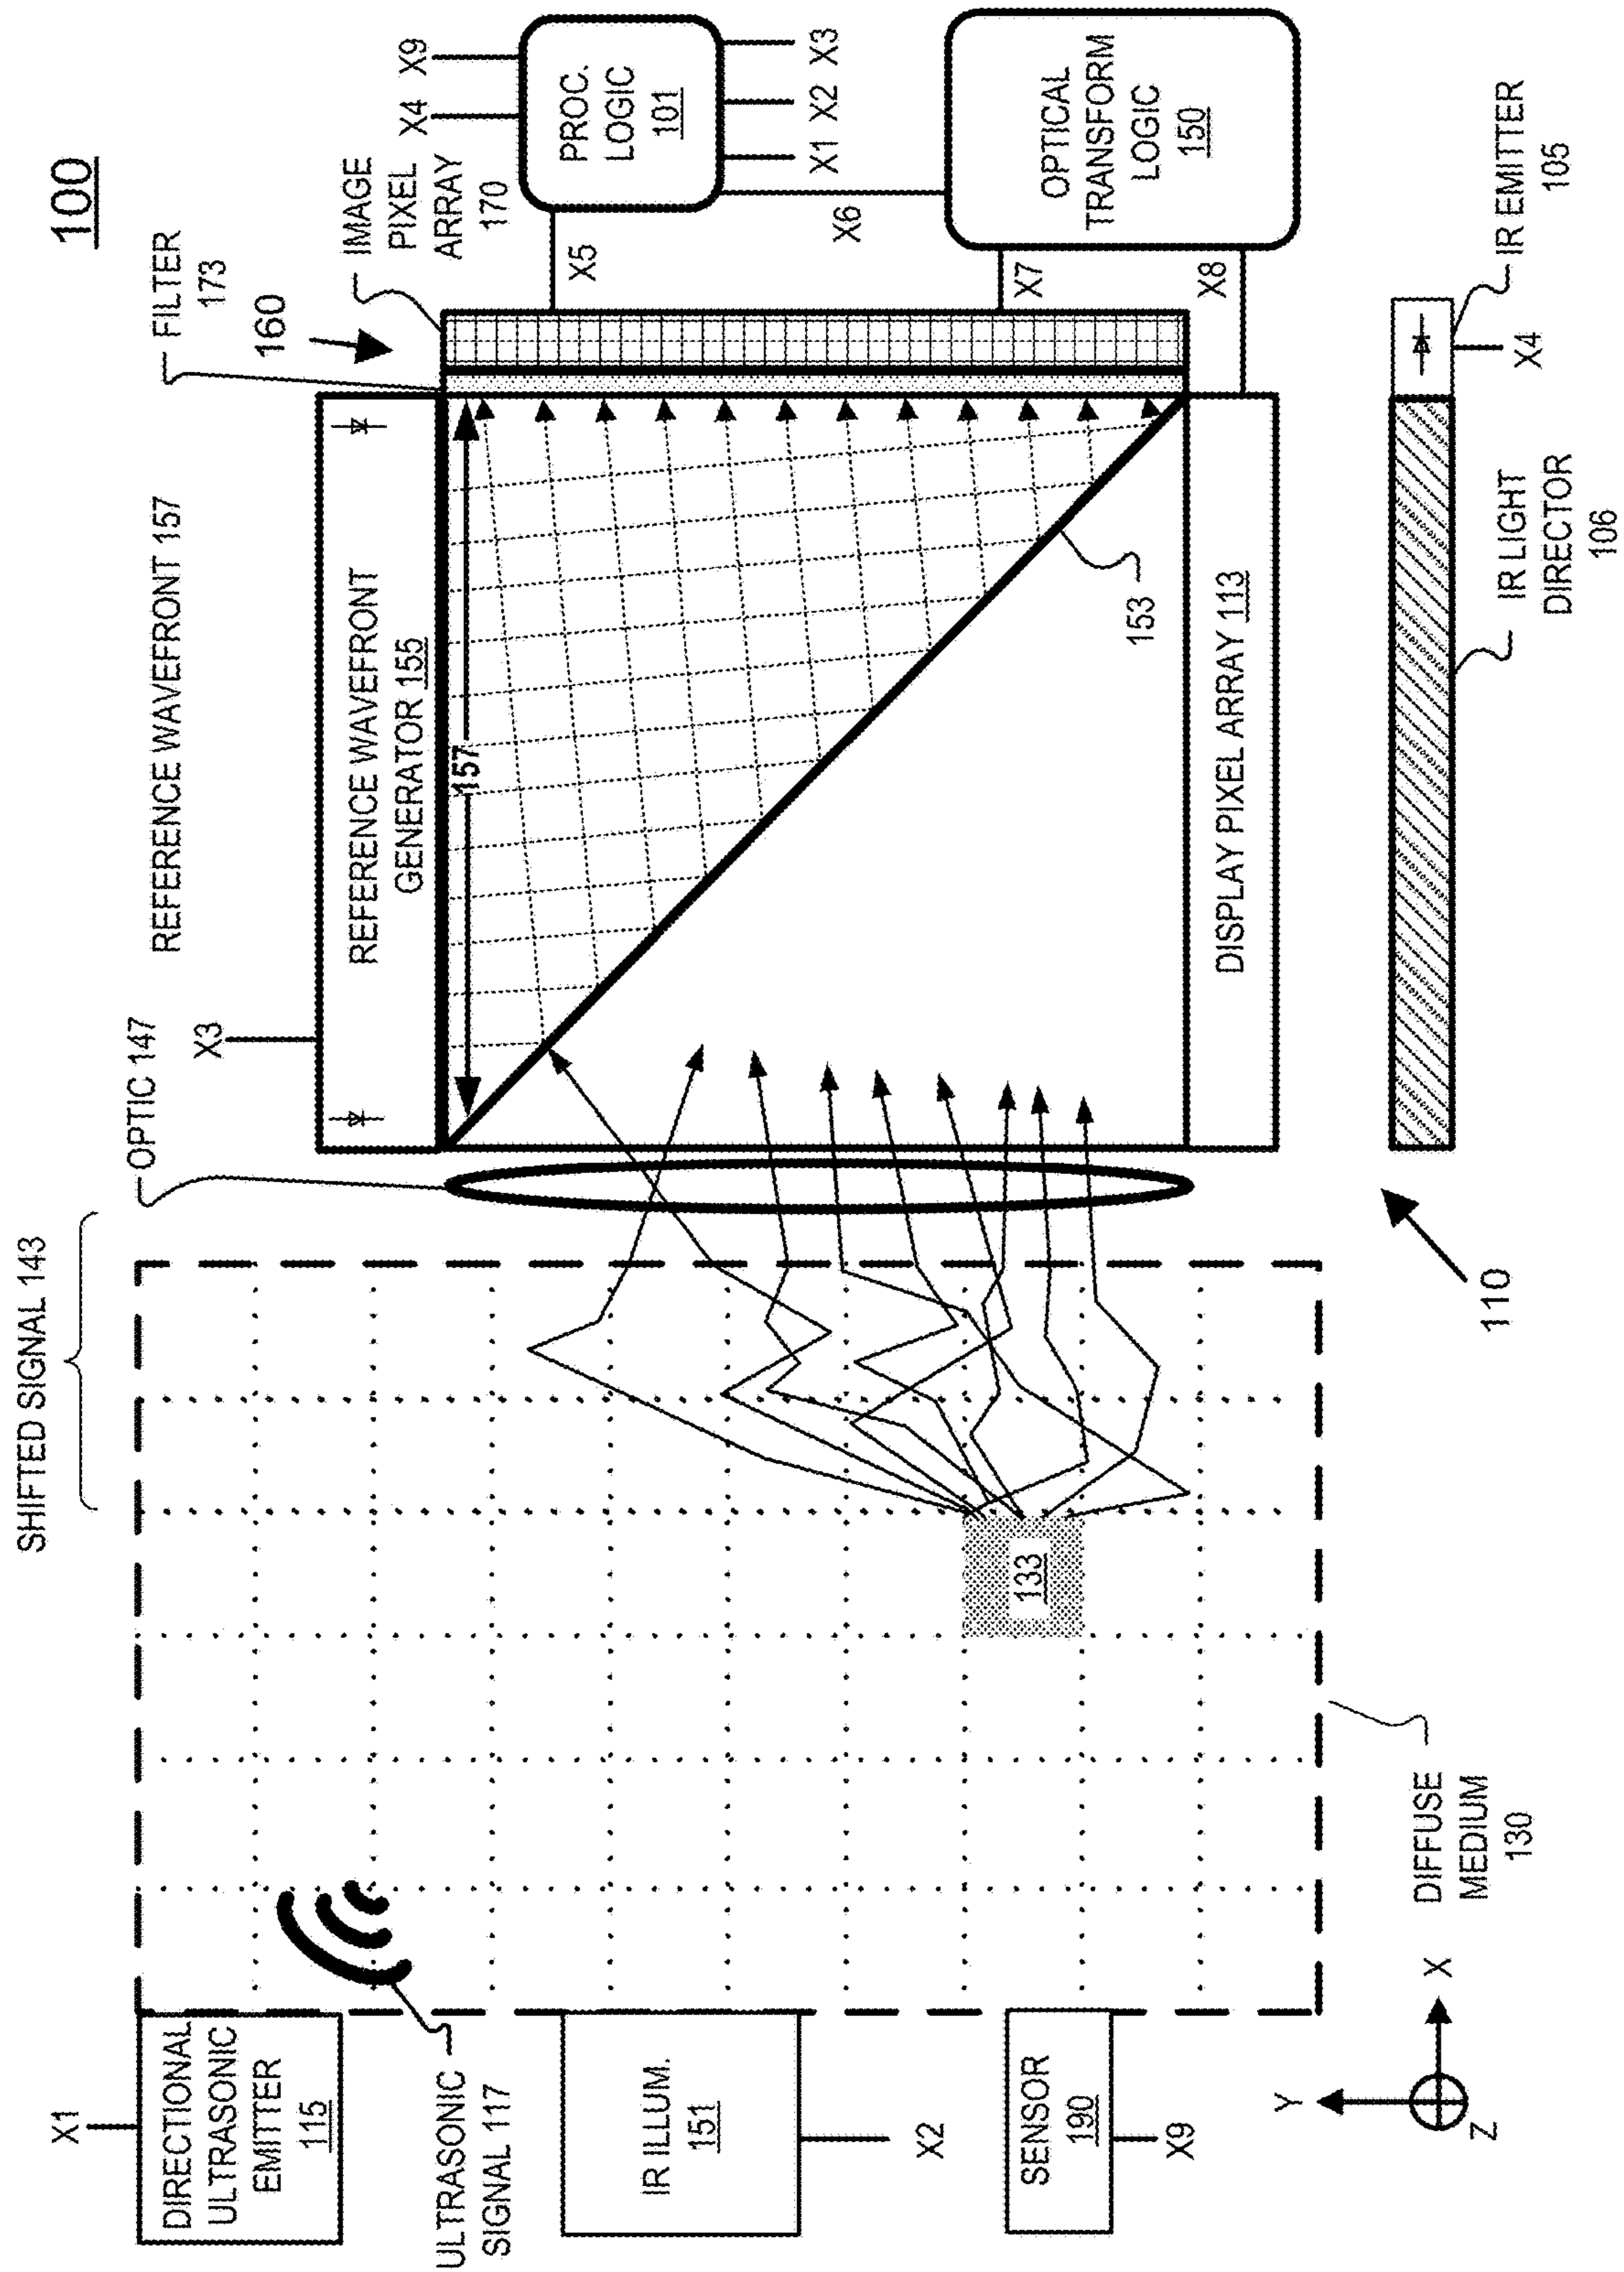 100
SHIFTED SIGNAL 143
OPTIC 147
X3
REFERENCE WAVEFRONT 157
FILTER
173
160
IMAGE
PIXEL
ARRAY
170
X4
X9
PROC.
LOGIC
101
X1
X2
X3
X5
X6
OPTICAL
TRANSFORM
LOGIC
150
X7
X8
REFERENCE WAVEFRONT
GENERATOR 155
157
153
DISPLAY PIXEL ARRAY 113
IR EMITTER
105
X4
IR LIGHT
DIRECTOR
106
110
133
DIFFUSE
MEDIUM
130
X1
DIRECTIONAL
ULTRASONIC
EMITTER
115
ULTRASONIC
SIGNAL 117
IR ILLUM.
151
X2
SENSOR
190
X9
Y
X
Z